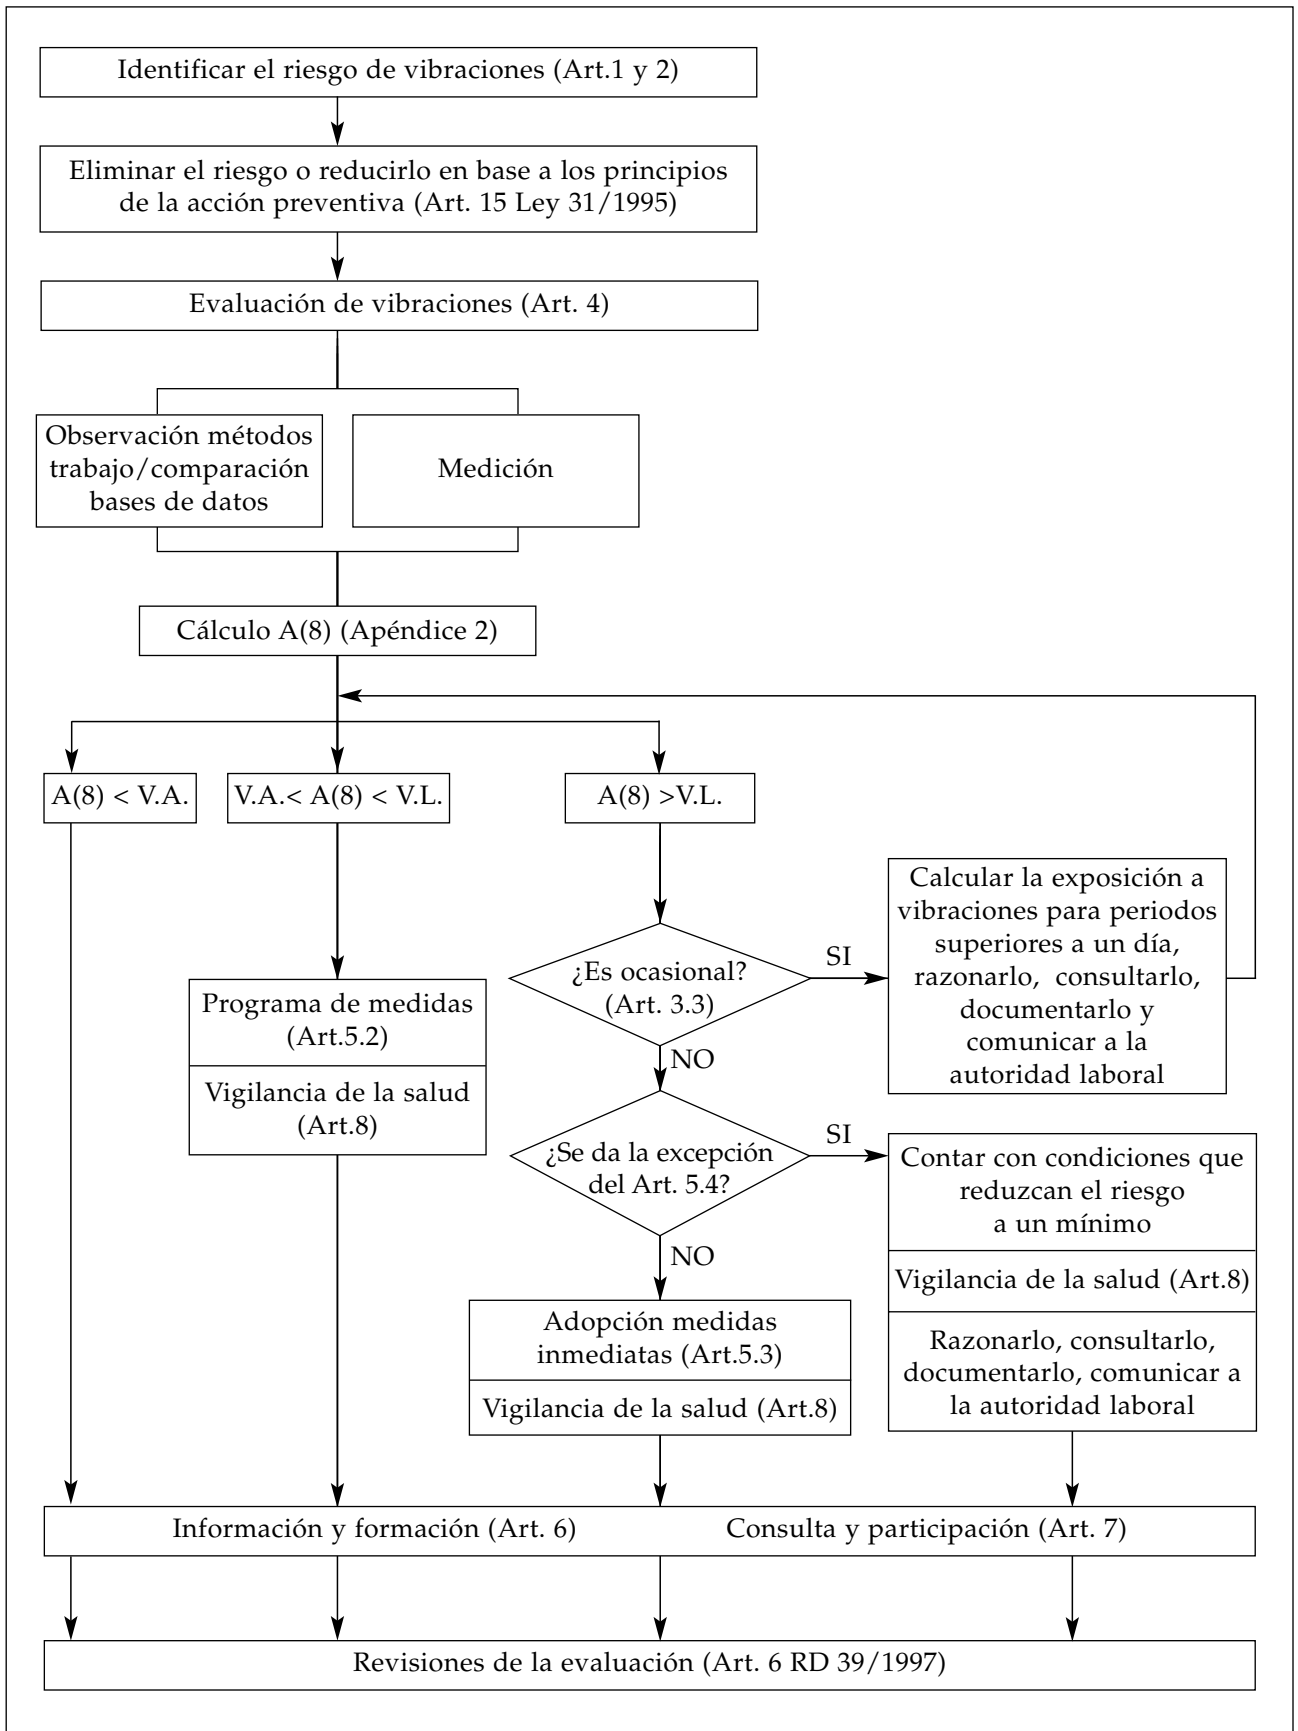 Identificar el riesgo de vibraciones (Art.1 y 2)
Eliminar el riesgo o reducirlo en base a los principios
de la acción preventiva (Art. 15 Ley 31/1995)
Evaluación de vibraciones (Art. 4)
Observación métodos
trabajo/comparación
bases de datos
Medición
Cálculo A(8) (Apéndice 2)
A(8) < V.A.
V.A.< A(8) < V.L.
A(8) >V.L.
¿Es ocasional?
(Art. 3.3)
SI
Calcular la exposición a
vibraciones para periodos
superiores a un día,
razonarlo, consultarlo,
documentarlo y
comunicar a la
autoridad laboral
NO
Programa de medidas
(Art.5.2)
Vigilancia de la salud
(Art.8)
¿Se da la excepción
del Art. 5.4?
SI
Contar con condiciones que
reduzcan el riesgo
a un mínimo
Vigilancia de la salud (Art.8)
Razonarlo, consultarlo,
documentarlo, comunicar a
la autoridad laboral
NO
Adopción medidas
inmediatas (Art.5.3)
Vigilancia de la salud (Art.8)
Información y formación (Art. 6)
Consulta y participación (Art. 7)
Revisiones de la evaluación (Art. 6 RD 39/1997)